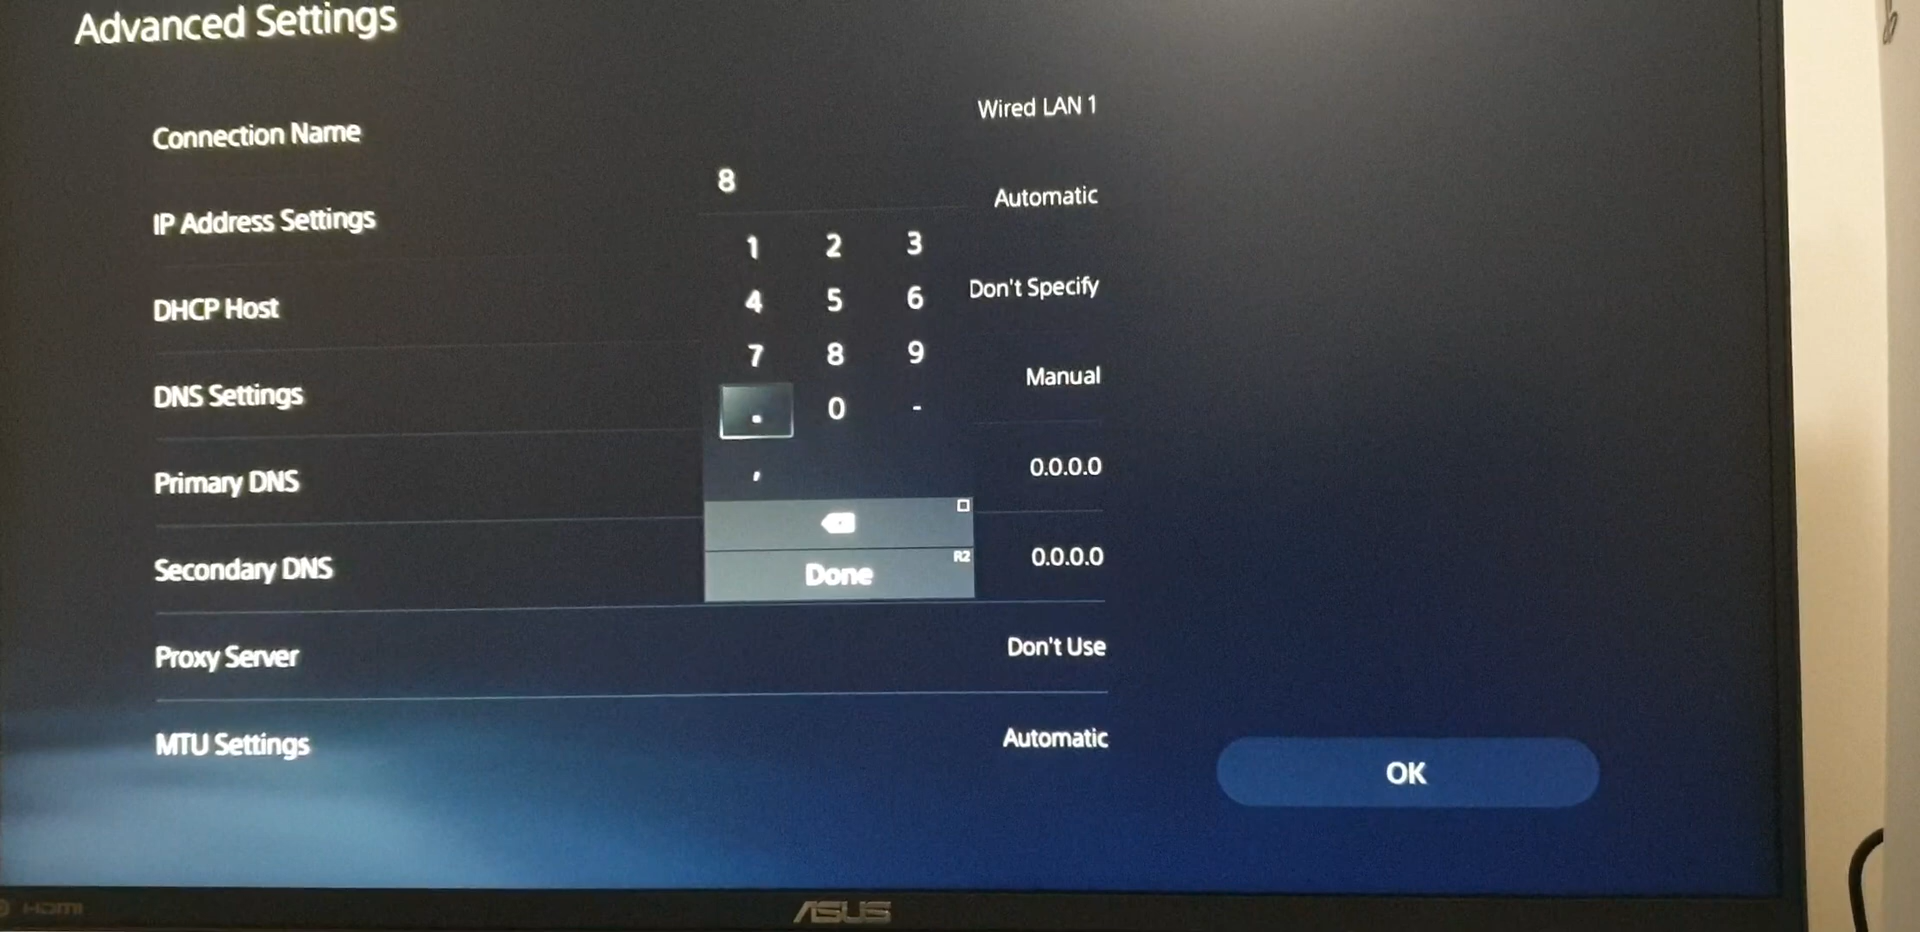 Advanced Settings
Connection Name
Wired LAN 1
8
IP Address Settings
Automatic
1 2 3
DHCP Host
4 5 6
Don't Specify
7 8 9
DNS Settings
Manual
. 0 -
Primary DNS
,
0.0.0.0
Secondary DNS
R2
Done
0.0.0.0
Proxy Server
Don't Use
MTU Settings
Automatic
OK
HDMI
ASUS